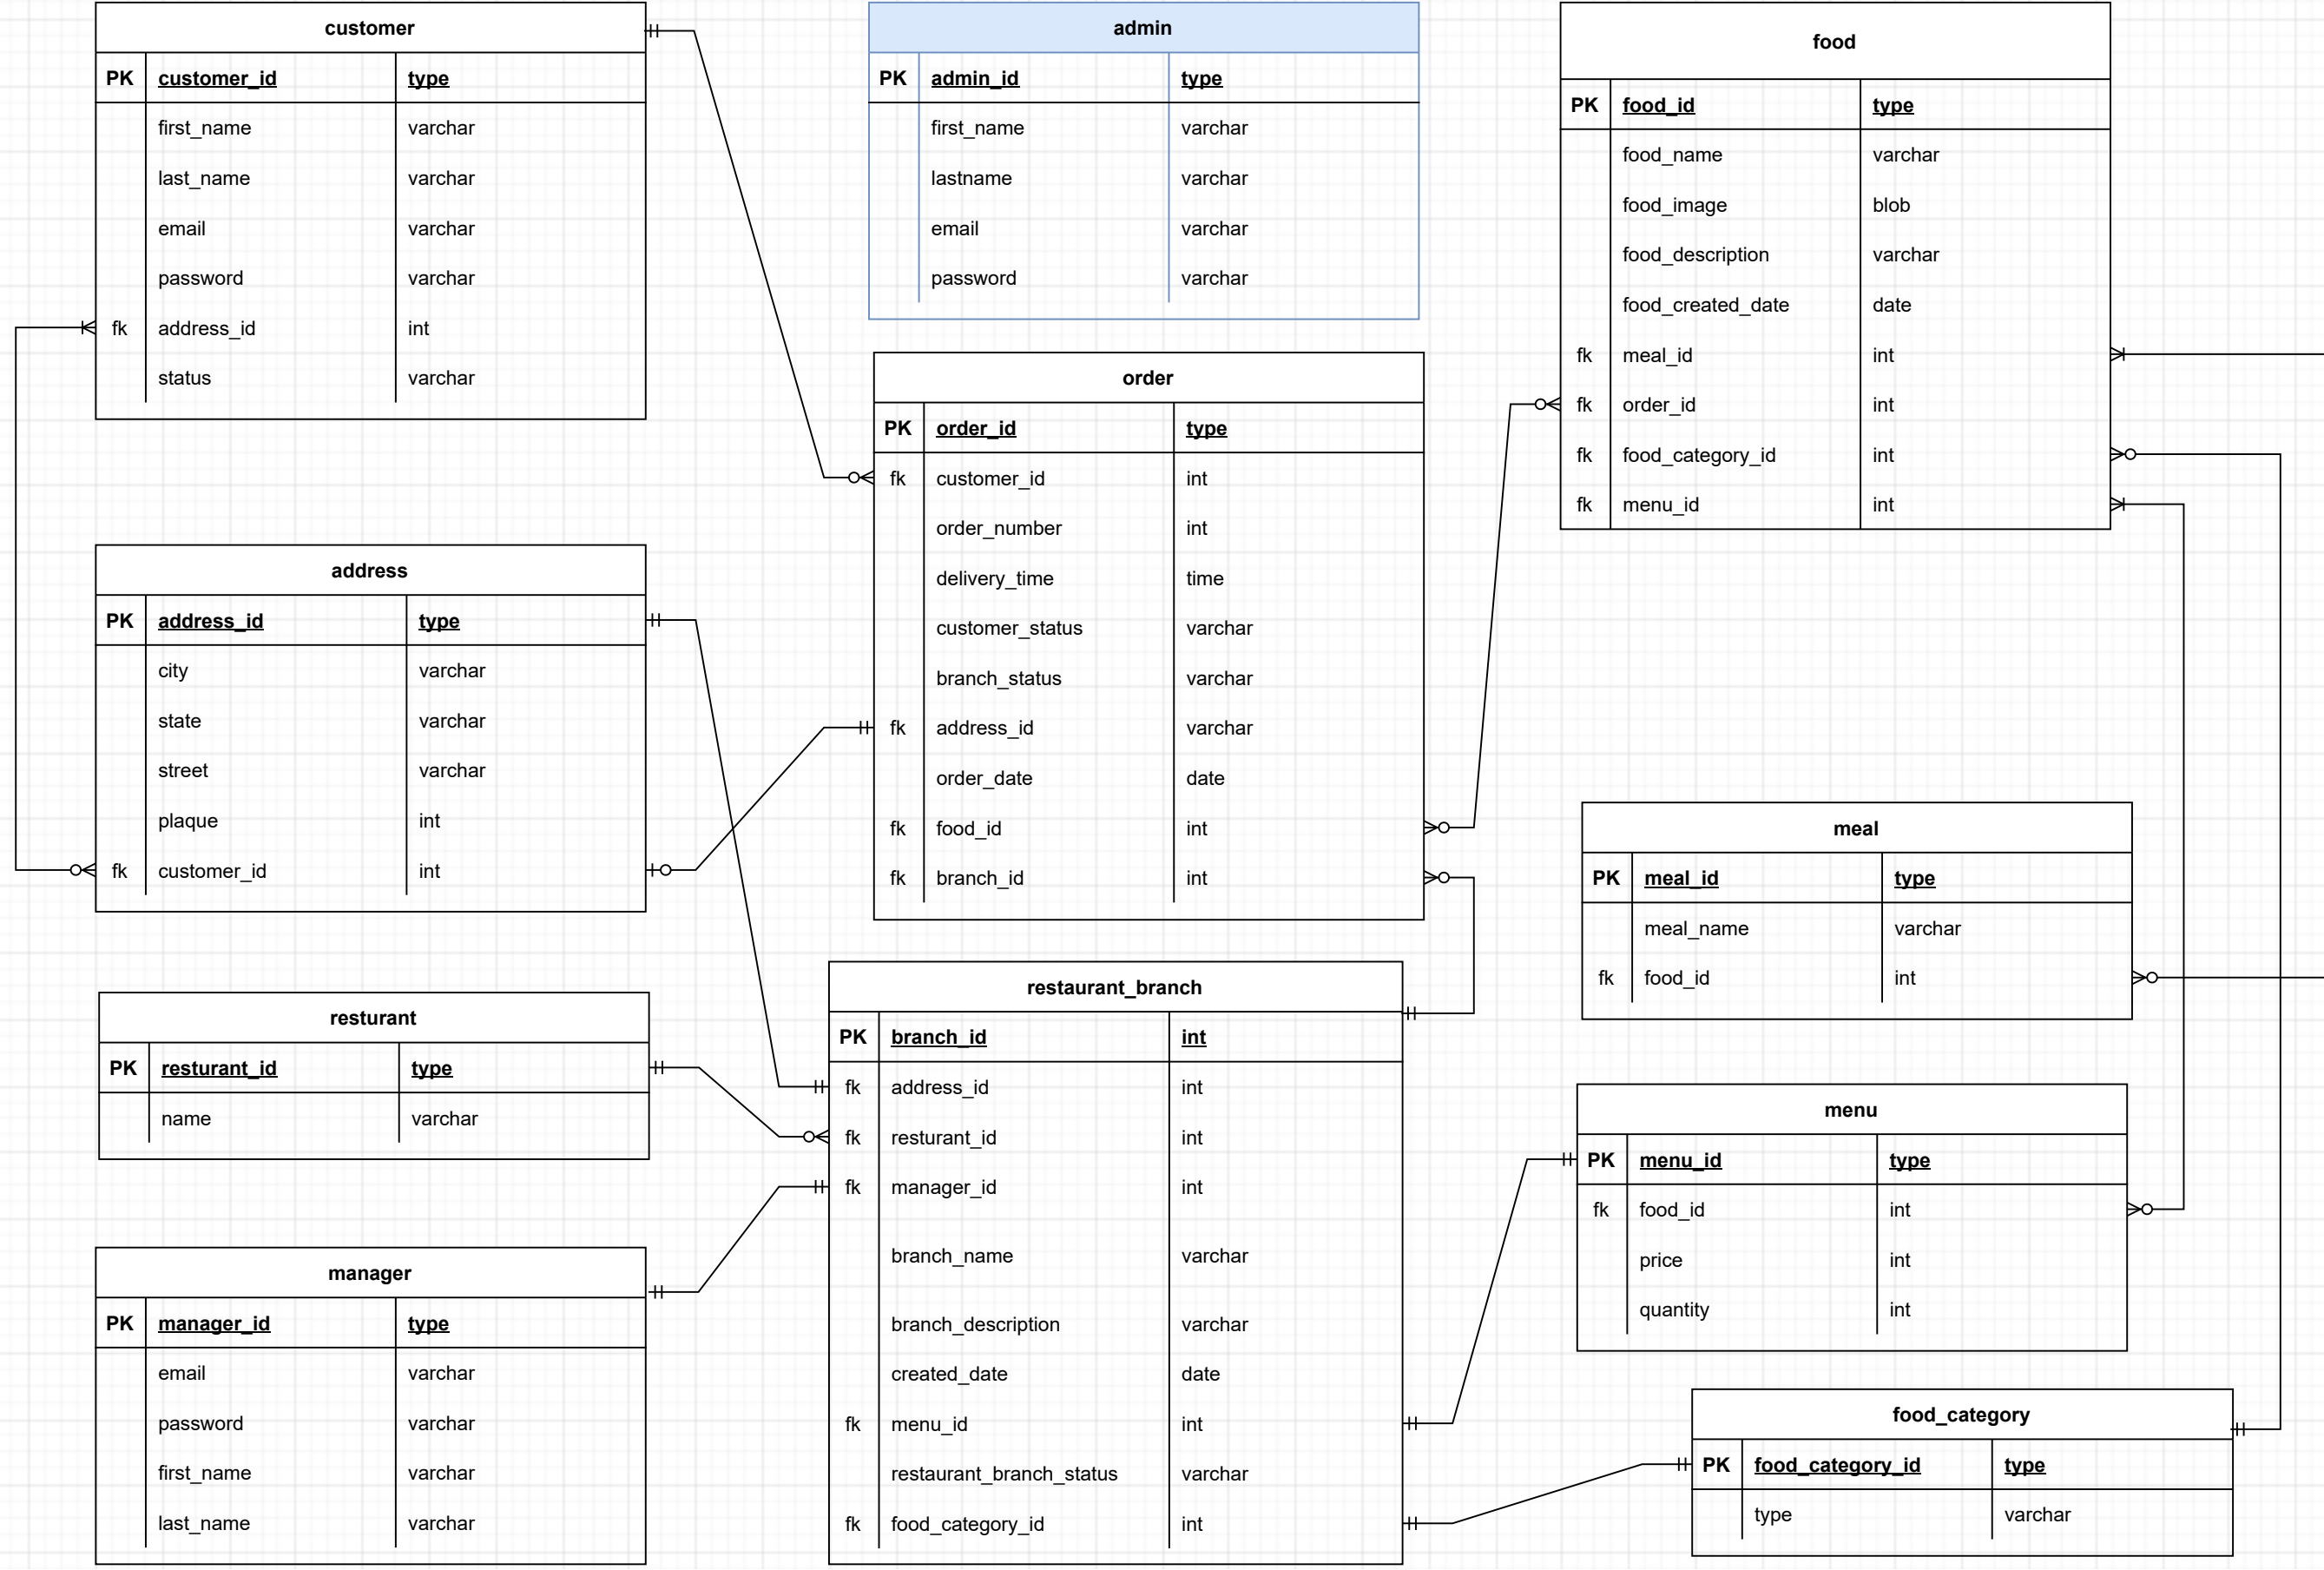 customer
PK customer_id type
first_name varchar
last_name varchar
email varchar
password varchar
fk address_id int
status varchar
admin
PK admin_id type
first_name varchar
lastname varchar
email varchar
password varchar
food
PK food_id type
food_name varchar
food_image blob
food_description varchar
food_created_date date
fk meal_id int
fk order_id int
fk food_category_id int
fk menu_id int
order
PK order_id type
fk customer_id int
order_number int
delivery_time time
customer_status varchar
branch_status varchar
fk address_id varchar
order_date date
fk food_id int
fk branch_id int
address
PK address_id type
city varchar
state varchar
street varchar
plaque int
fk customer_id int
meal
PK meal_id type
meal_name varchar
fk food_id int
resturant
PK resturant_id type
name varchar
restaurant_branch
PK branch_id int
fk address_id int
fk resturant_id int
fk manager_id int
branch_name varchar
branch_description varchar
created_date date
fk menu_id int
restaurant_branch_status varchar
fk food_category_id int
menu
PK menu_id type
fk food_id int
price int
quantity int
manager
PK manager_id type
email varchar
password varchar
first_name varchar
last_name varchar
food_category
PK food_category_id type
type varchar